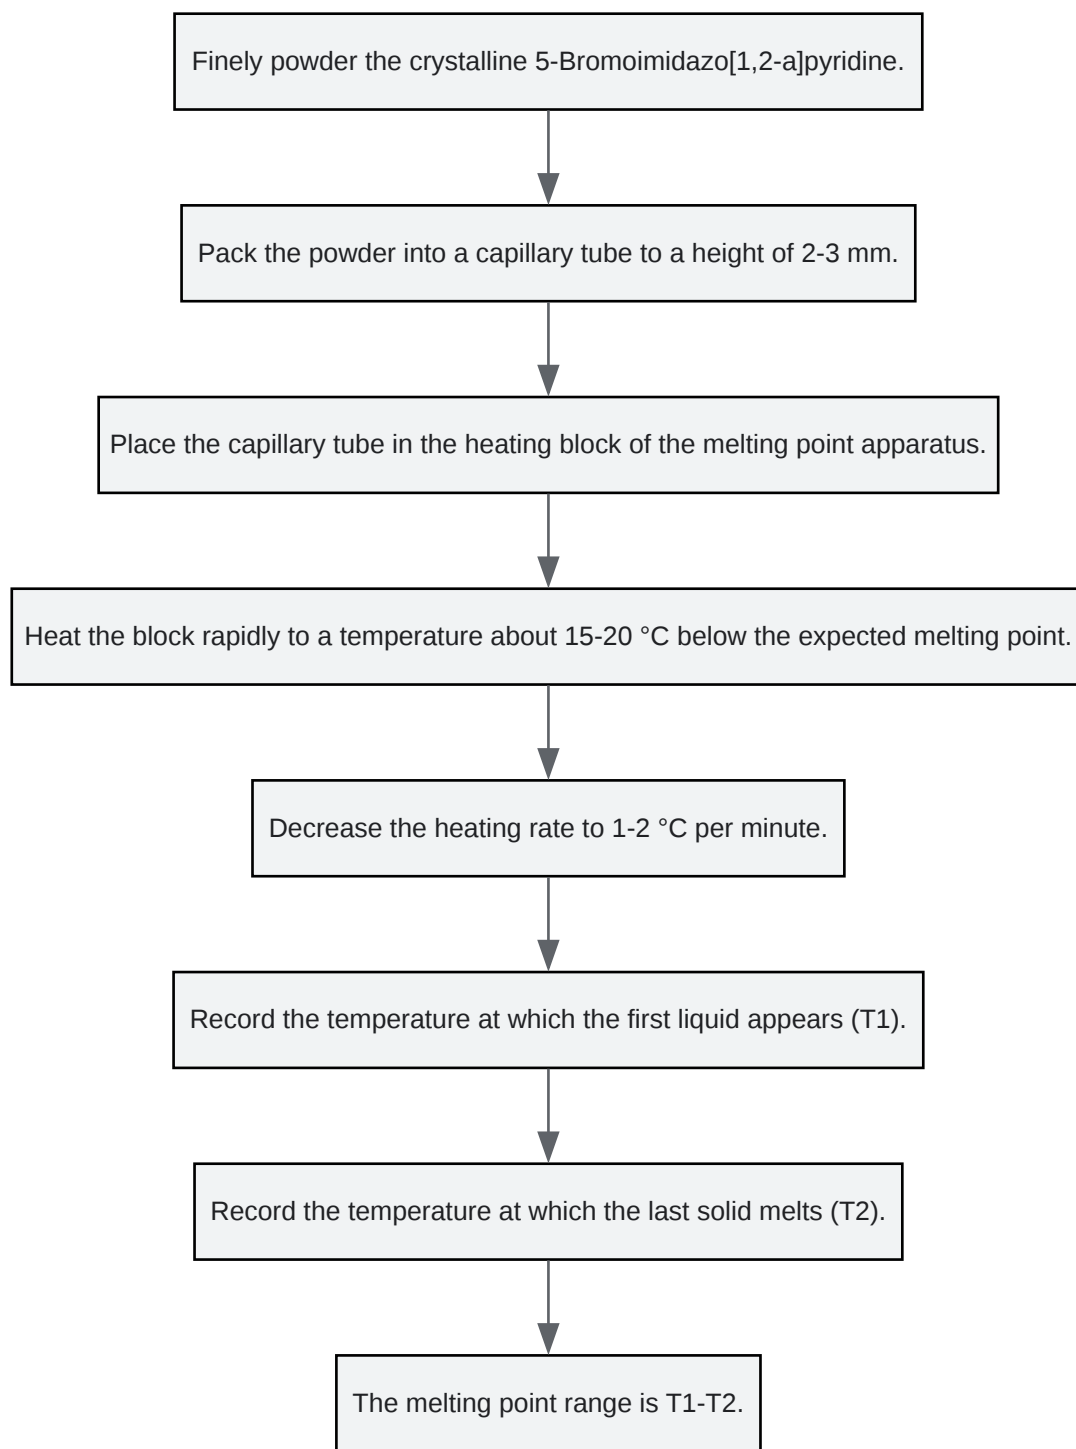 Finely powder the crystalline 5-Bromoimidazo[1,2-a]pyridine.
Pack the powder into a capillary tube to a height of 2-3 mm.
Place the capillary tube in the heating block of the melting point apparatus.
Heat the block rapidly to a temperature about 15-20 °C below the expected melting point.
Decrease the heating rate to 1-2 °C per minute.
Record the temperature at which the first liquid appears (T1).
Record the temperature at which the last solid melts (T2).
The melting point range is T1-T2.